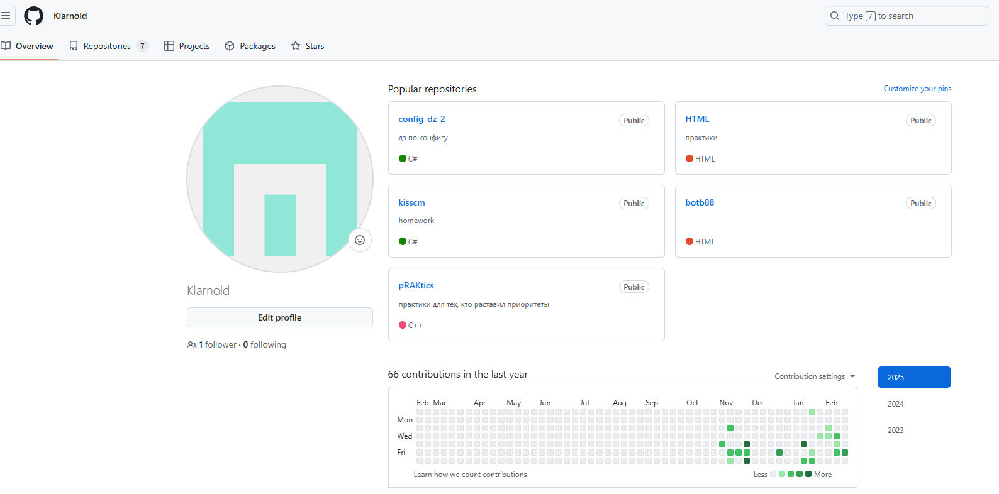 Klarnold
Type / to search
Overview
Repositories 7
Projects
Packages
Stars
Klarnold
Edit profile
1 follower · 0 following
Popular repositories
Customize your pins
config_dz_2
Public
дз по конфигу
C#
HTML
Public
практики
HTML
kisscm
Public
homework
C#
botb88
Public
HTML
pRAKtics
Public
практики для тех, кто раставил приоритеты
C++
66 contributions in the last year
Contribution settings
2025
2024
2023
Feb Mar Apr May Jun Jul Aug Sep Oct Nov Dec Jan Feb
Mon
Wed
Fri
Learn how we count contributions
Less
More